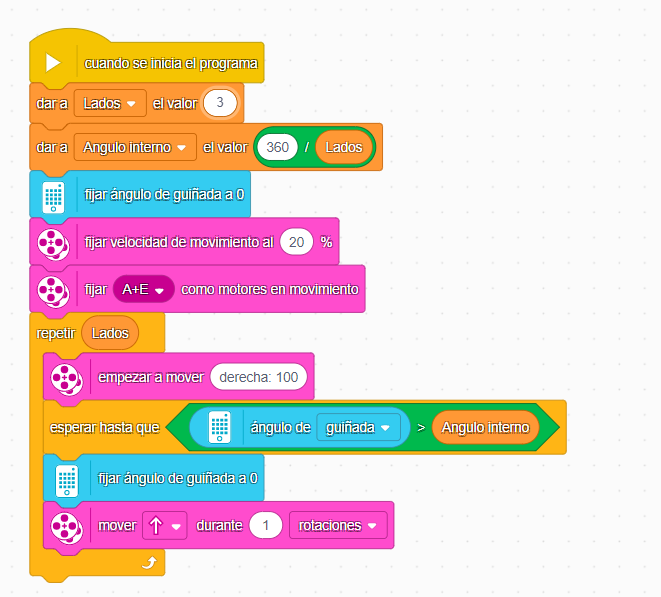 cuando se inicia el programa
dar a Lados el valor 3
dar a Angulo interno el valor 360 / Lados
fijar ángulo de guiñada a 0
fijar velocidad de movimiento al 20 %
fijar A+E como motores en movimiento
repetir Lados
empezar a mover derecha: 100
esperar hasta que ángulo de guiñada > Angulo interno
fijar ángulo de guiñada a 0
mover durante 1 rotaciones